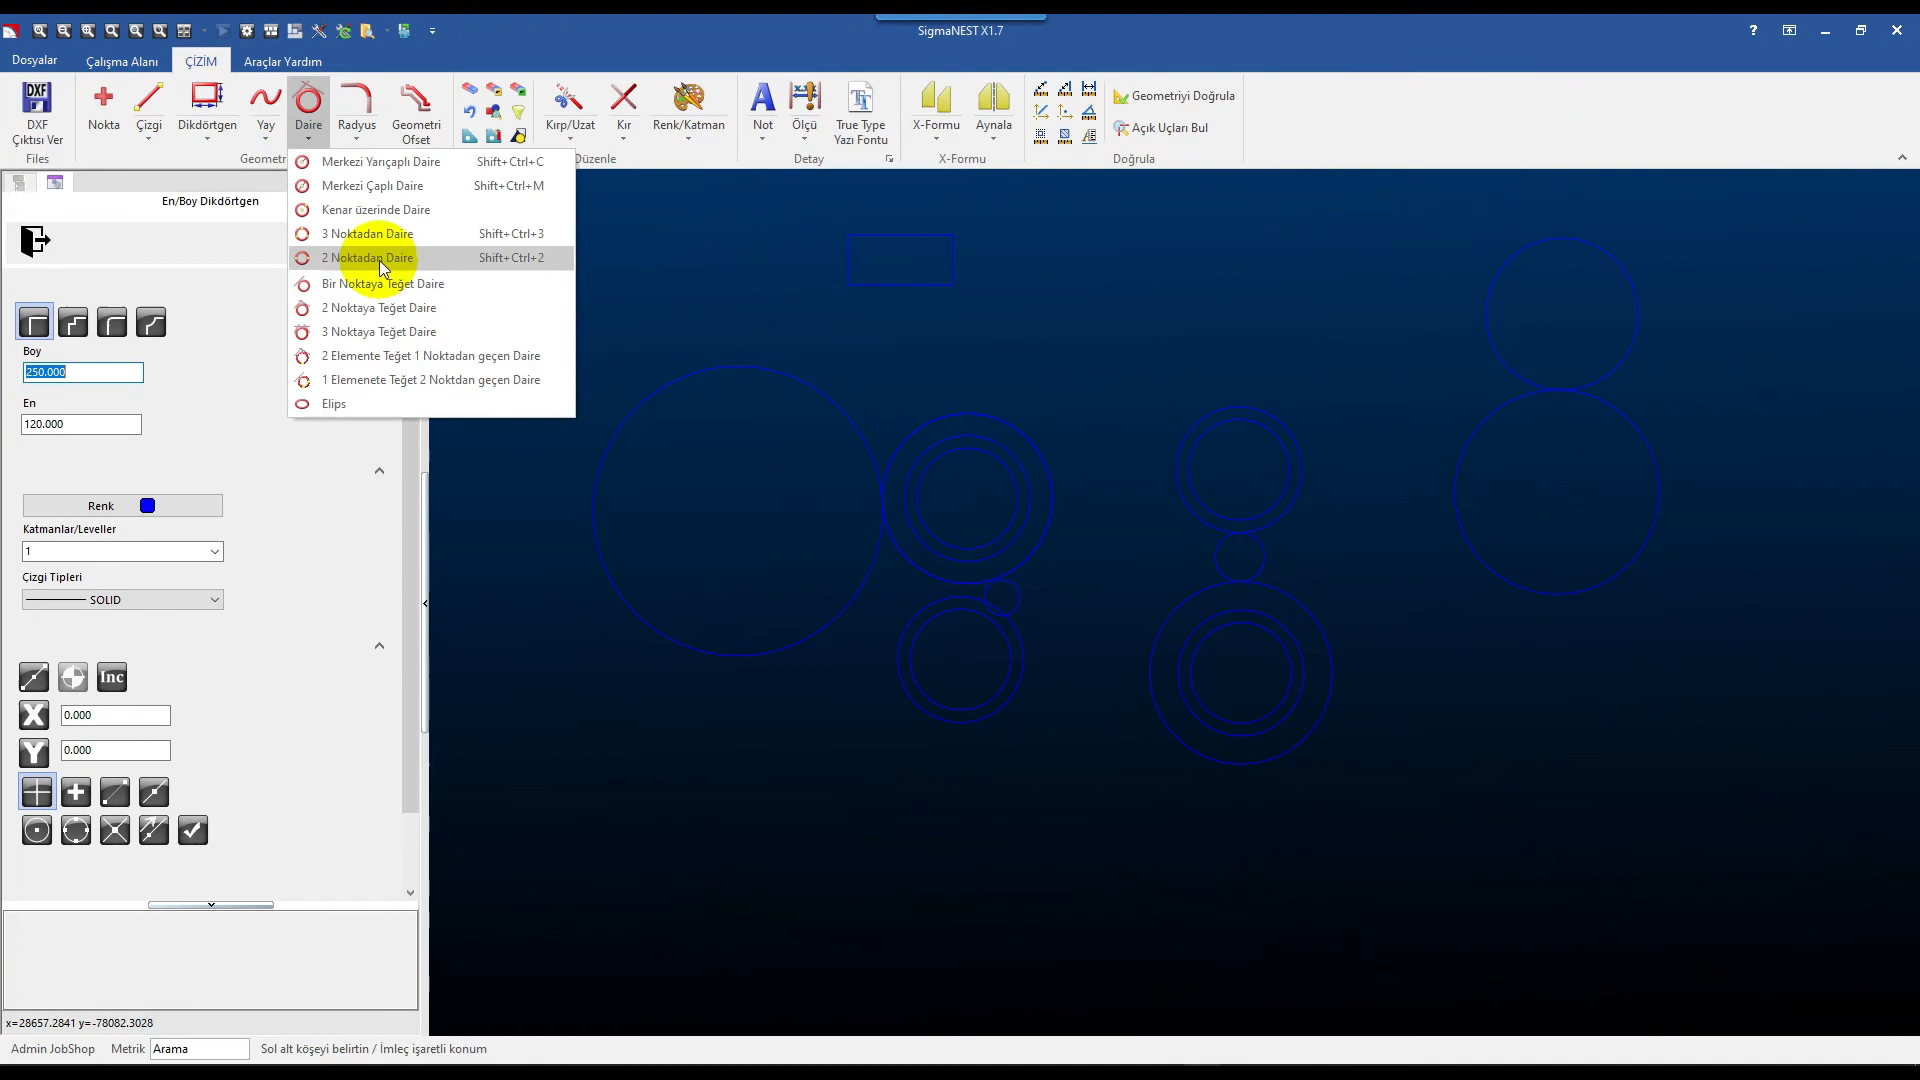 SigmaNEST X1.7
Dosyalar
Çalışma Alanı
ÇİZİM
Araçlar Yardım
DXF
DXF
Çıktısı Ver
Files
Nokta
Çizgi
Dikdörtgen
Yay
Daire
Radyus
Geometri
Ofset
Geometr
Kırp/Uzat
Kır
Renk/Katman
Düzenle
Not
Ölçü
True Type
Yazı Fontu
Detay
X-Formu
Aynala
X-Formu
Geometriyi Doğrula
Açık Uçları Bul
Doğrula
Merkezi Yarıçaplı Daire Shift+Ctrl+C
Merkezi Çaplı Daire Shift+Ctrl+M
Kenar üzerinde Daire
3 Noktadan Daire Shift+Ctrl+3
2 Noktadan Daire Shift+Ctrl+2
Bir Noktaya Teğet Daire
2 Noktaya Teğet Daire
3 Noktaya Teğet Daire
2 Elemente Teğet 1 Noktadan geçen Daire
1 Elemenete Teğet 2 Noktdan geçen Daire
Elips
En/Boy Dikdörtgen
Boy
250.000
En
120.000
Renk
Katmanlar/Leveller
1
Çizgi Tipleri
SOLID
Inc
X 0.000
Y 0.000
x=28657.2841 y=-78082.3028
Admin JobShop Metrik Arama Sol alt köşeyi belirtin / İmleç işaretli konum